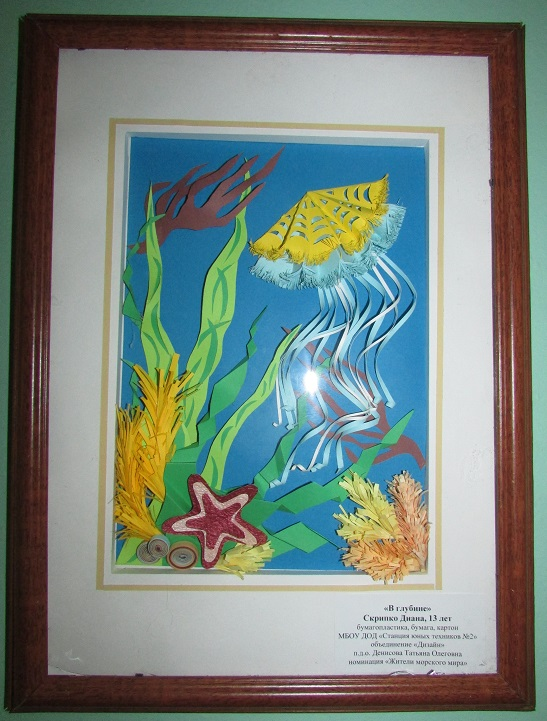 «В глубине»
Скрипко Диана, 13 лет
бумагопластика, бумага, картон
МБОУ ДОД «Станция юных техников №2»
объединение «Дизайн»
п.д.о. Денисова Татьяна Олеговна
номинация «Жители морского мира»